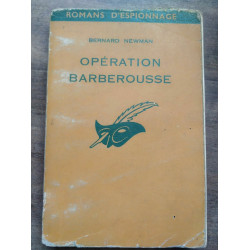 ROMANS D'ESPIONNAGE
BERNARD NEWMAN
OPÉRATION
BARBEROUSSE